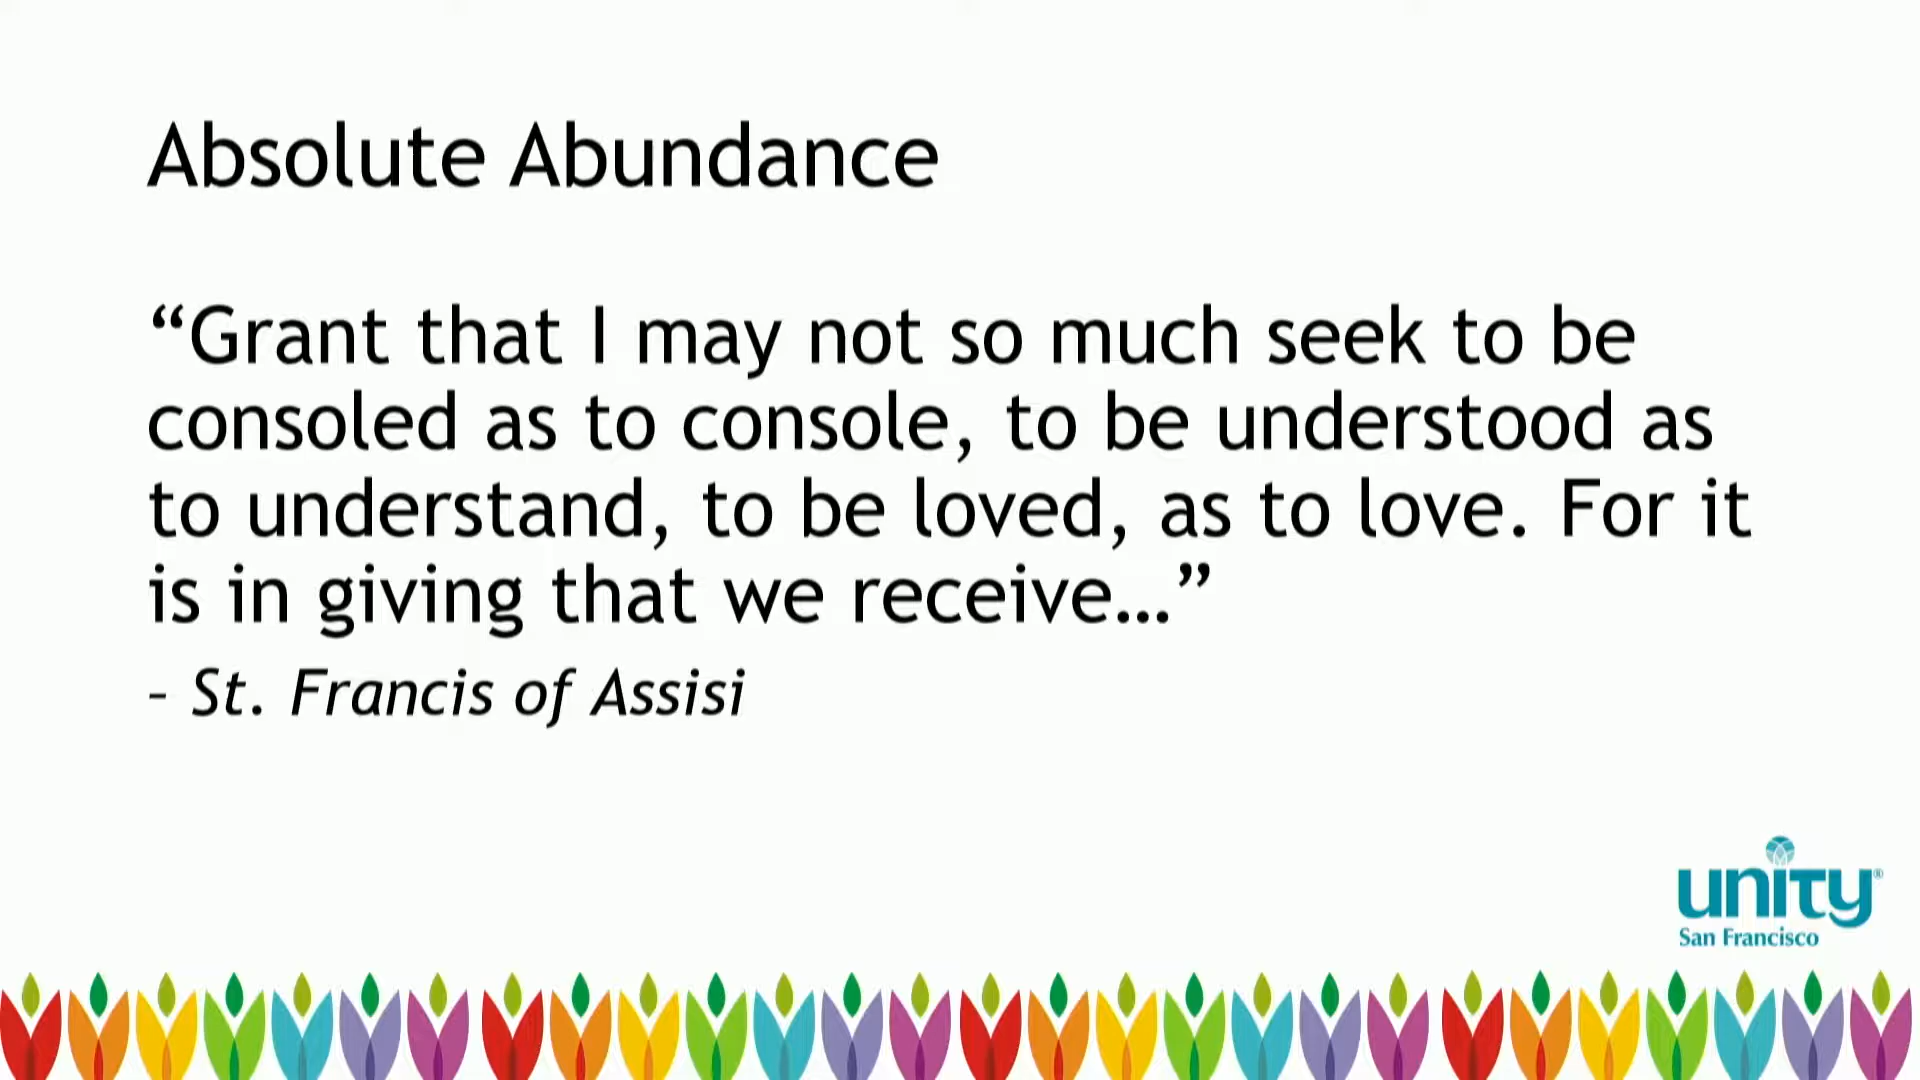 Absolute Abundance
“Grant that I may not so much seek to be
consoled as to console, to be understood as
to understand, to be loved, as to love. For it
is in giving that we receive…”
– St. Francis of Assisi
unity®
San Francisco